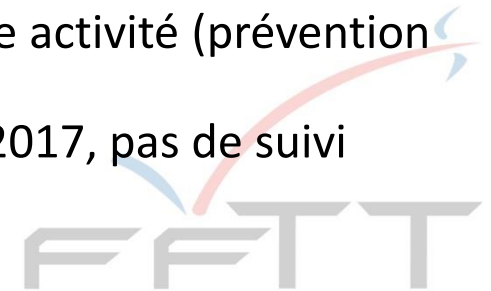 e activité (prévention
2017, pas de suivi
FFTT